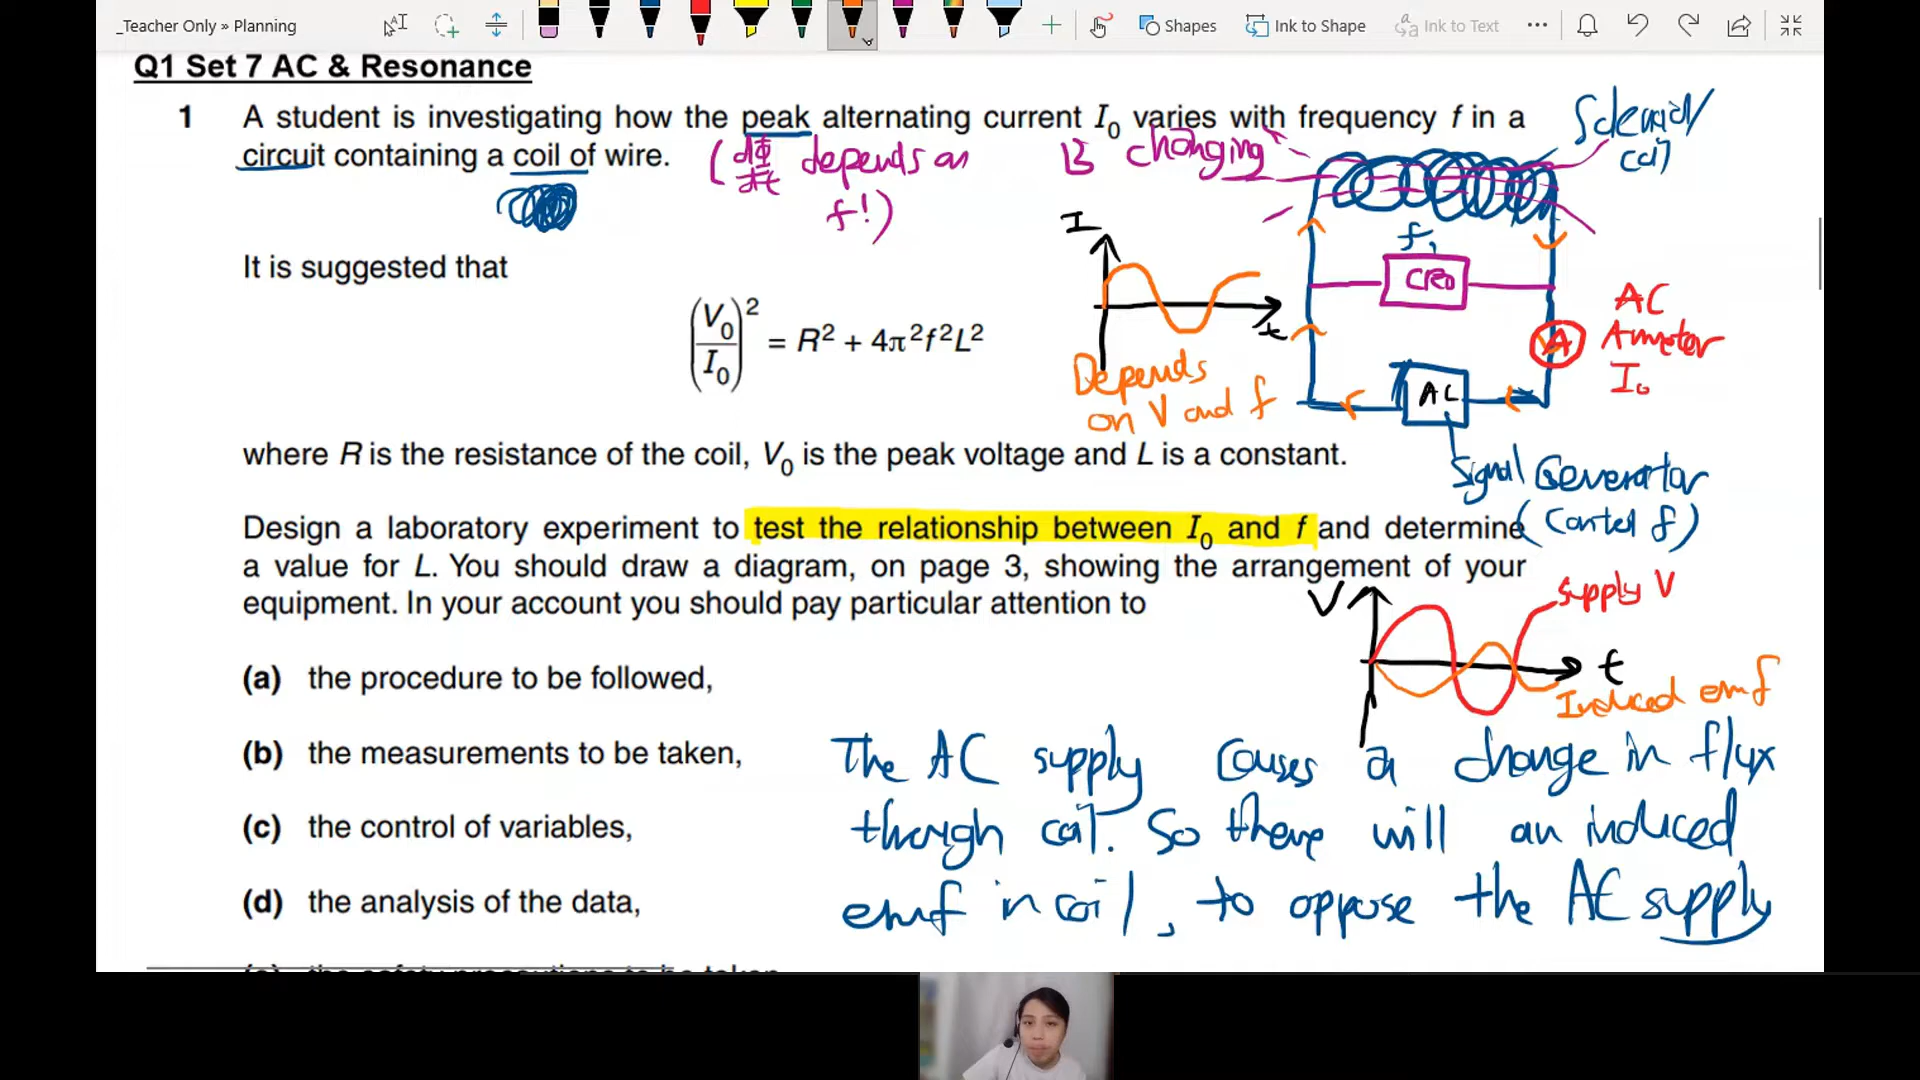 _Teacher Only » Planning
Shapes
Ink to Shape
Ink to Text
Q1 Set 7 AC & Resonance
1 A student is investigating how the peak alternating current I₀ varies with frequency f in a
circuit containing a coil of wire.
(dΦ/dt depends on
f!)
B changing
Solenoid/
coil
It is suggested that
(V₀/I₀)² = R² + 4π²f²L²
I
t
Depends
on V and f
f,
CRO
A
AC
AC
Ammeter
I₀
where R is the resistance of the coil, V₀ is the peak voltage and L is a constant.
Signal Generator
(Control f)
Design a laboratory experiment to test the relationship between I₀ and f and determine
a value for L. You should draw a diagram, on page 3, showing the arrangement of your
equipment. In your account you should pay particular attention to
V
t
supply V
Induced emf
(a) the procedure to be followed,
(b) the measurements to be taken,
(c) the control of variables,
(d) the analysis of the data,
The AC supply causes a change in flux
through coil. So there will an induced
emf in coil, to oppose the AC supply